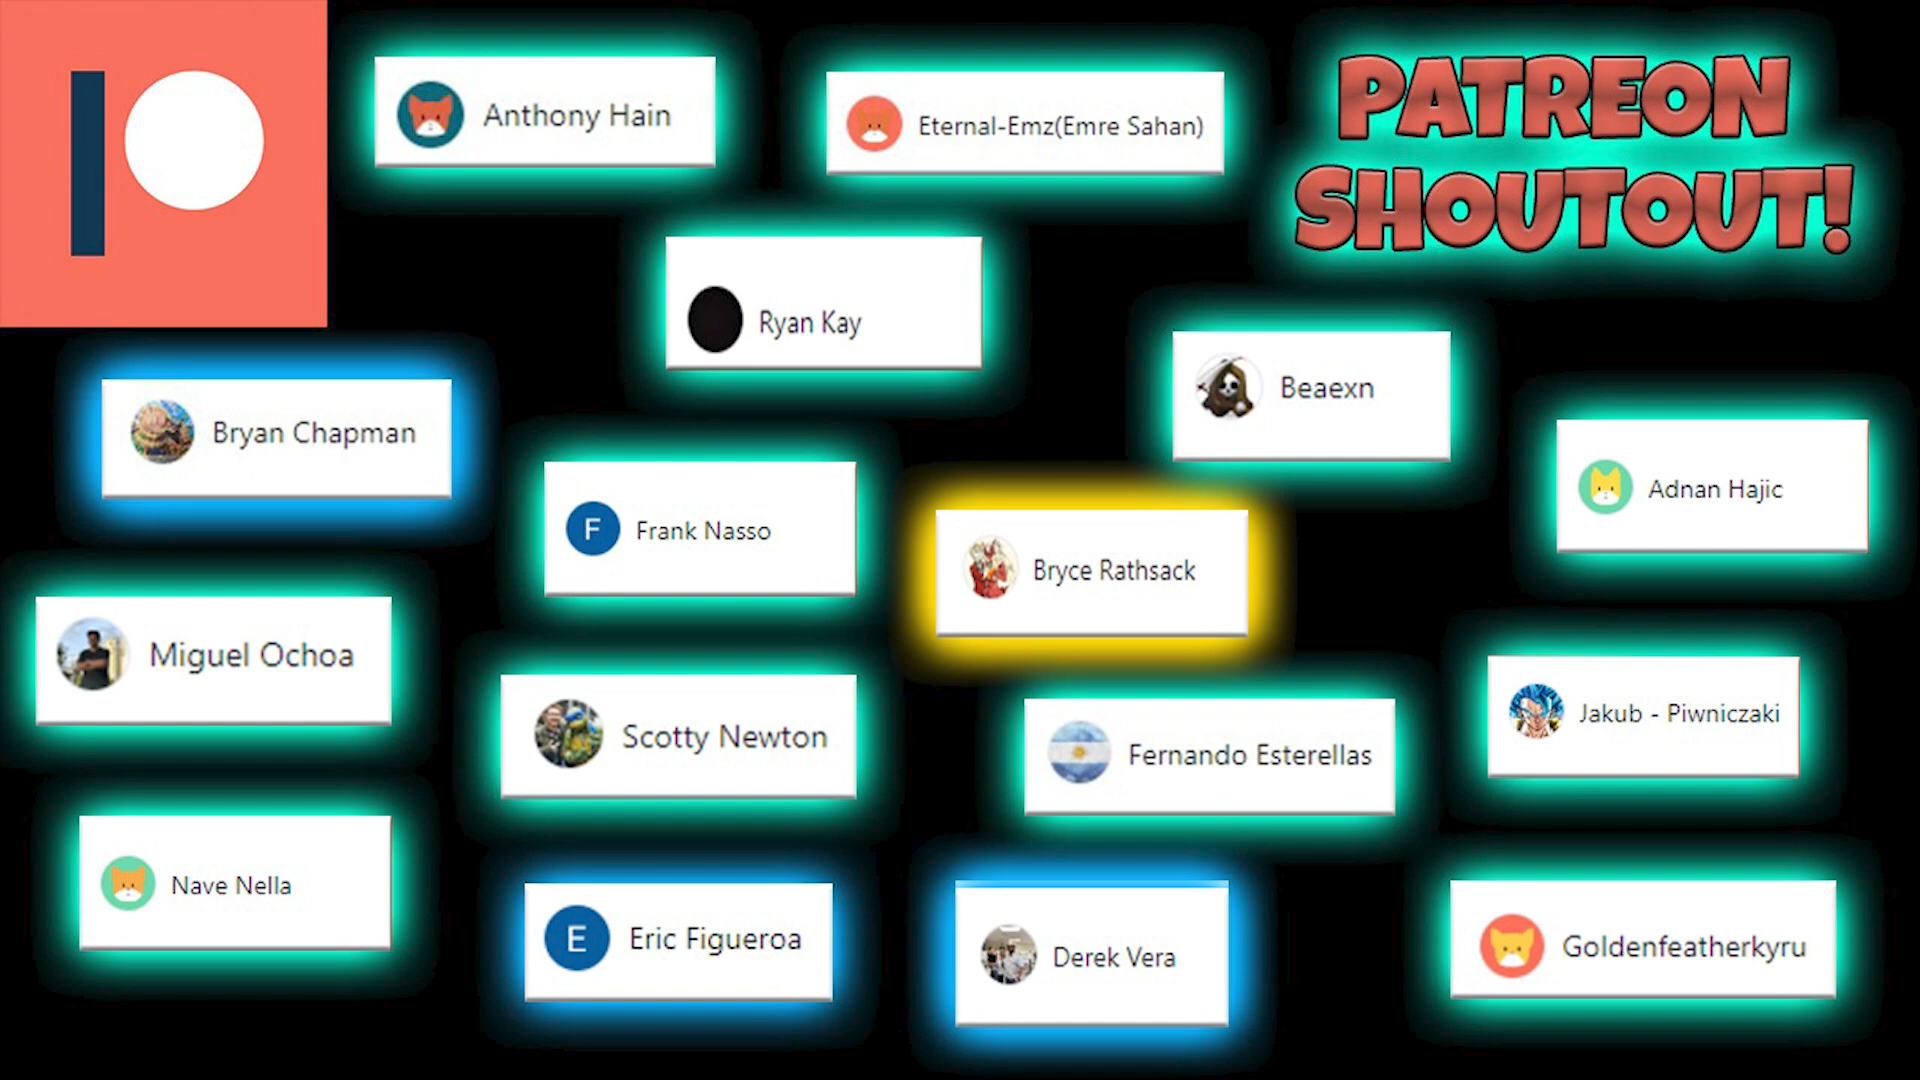 PATREON
SHOUTOUT!
Anthony Hain
Eternal-Emz(Emre Sahan)
Ryan Kay
Beaexn
Bryan Chapman
Adnan Hajic
F
Frank Nasso
Bryce Rathsack
Miguel Ochoa
Jakub - Piwniczaki
Scotty Newton
Fernando Esterellas
Nave Nella
E
Eric Figueroa
Derek Vera
Goldenfeatherkyru